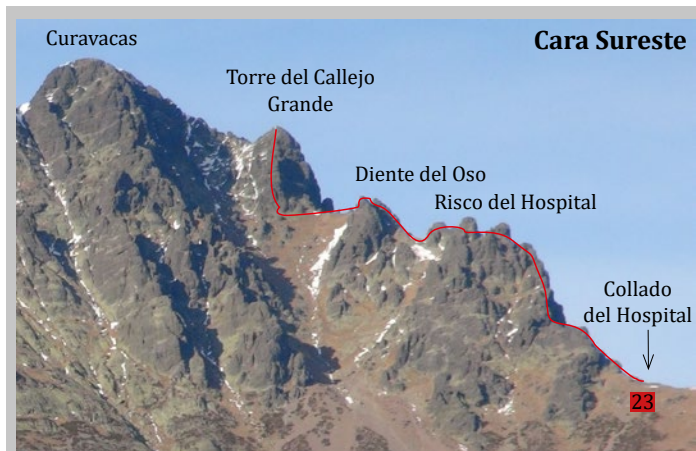 Curavacas
Cara Sureste
Torre del Callejo
Grande
Diente del Oso
Risco del Hospital
Collado
del Hospital
23